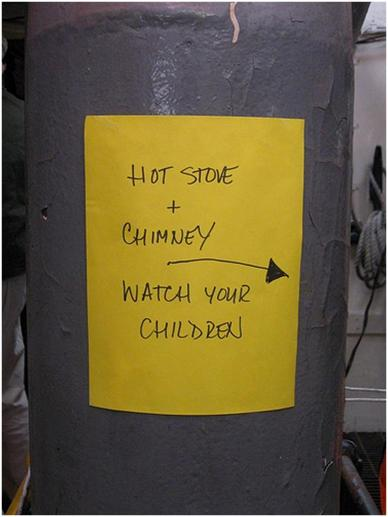 HOT STOVE
+
CHIMNEY
WATCH YOUR
CHILDREN